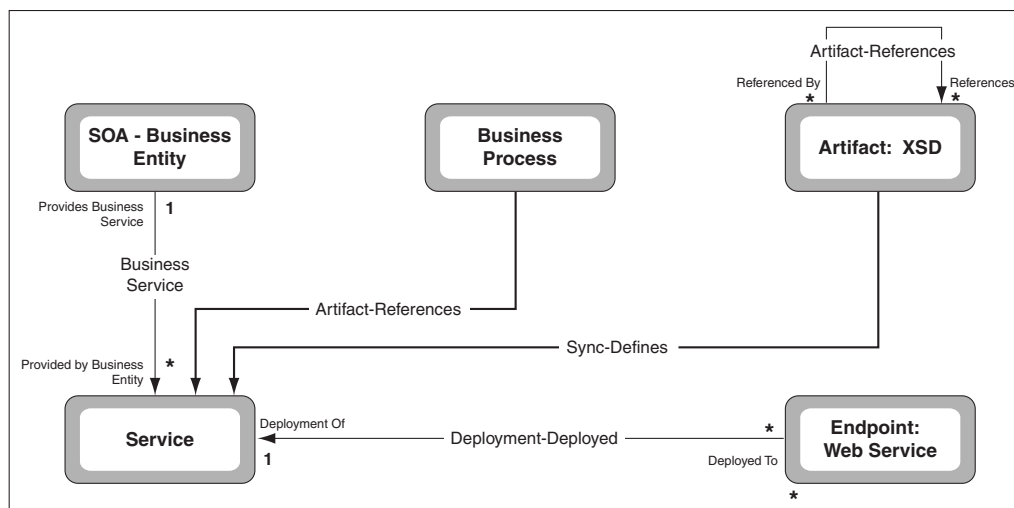 Artifact-References
Referenced By
References
*
*
SOA - Business
Entity
Business
Process
Artifact: XSD
Provides Business
Service
1
Business
Service
Artifact-References
Sync-Defines
Provided by Business
Entity
*
Service
Deployment Of
1
Deployment-Deployed
*
Deployed To
Endpoint:
Web Service
*